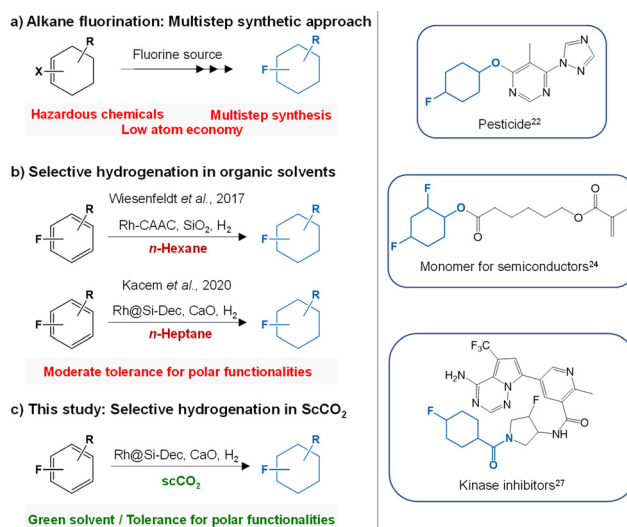 a) Alkane fluorination: Multistep synthetic approach
R
X
Fluorine source
R
F
Hazardous chemicals
Multistep synthesis
Low atom economy
b) Selective hydrogenation in organic solvents
Wiesenfeldt et al., 2017
R
F
Rh-CAAC, SiO2, H2
n-Hexane
R
F
Kacem et al., 2020
R
F
Rh@Si-Dec, CaO, H2
n-Heptane
R
F
Moderate tolerance for polar functionalities
c) This study: Selective hydrogenation in ScCO2
R
F
Rh@Si-Dec, CaO, H2
scCO2
R
F
Green solvent / Tolerance for polar functionalities
N
O
N
N
F
N
N
Pesticide22
F
O
O
F
O
O
Monomer for semiconductors24
F3C
H2N
N
N
N
N
F
F
O
N
NH
O
Kinase inhibitors27